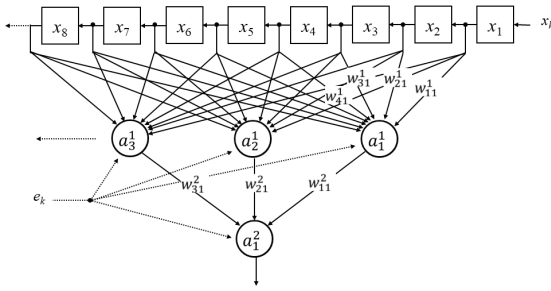 x₈ x₇ x₆ x₅ x₄ x₃ x₂ x₁
w¹₃₁ w¹₂₁
w¹₄₁ w¹₁₁
a¹₃ a¹₂ a¹₁
eₖ w²₃₁ w²₂₁ w²₁₁
a²₁